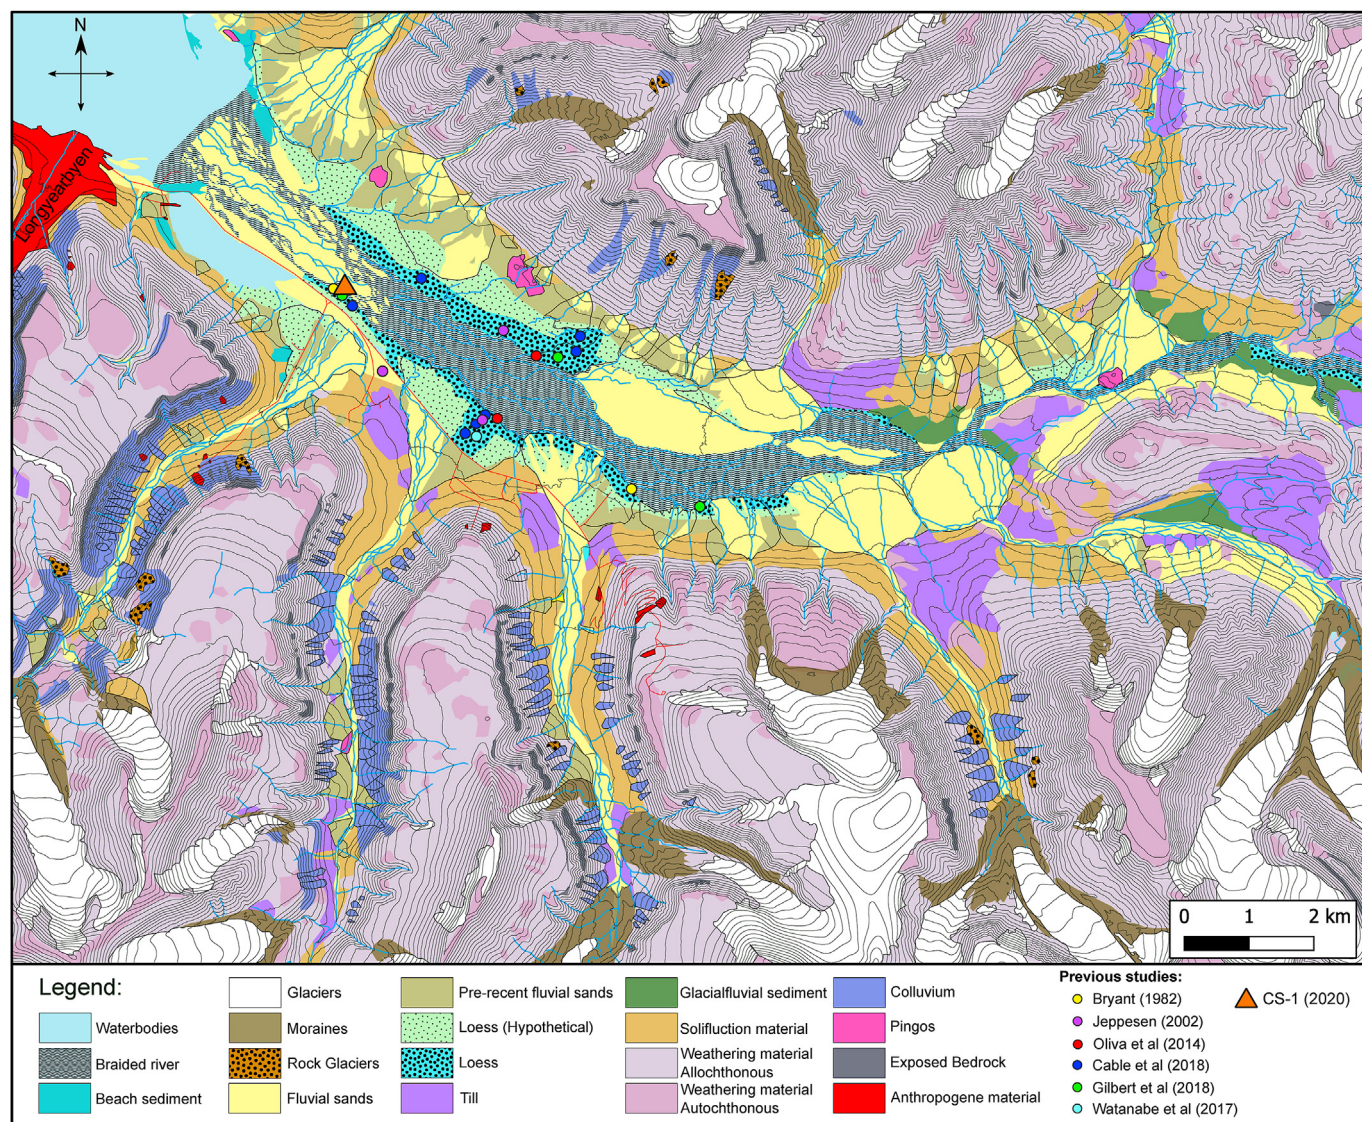 N
Longyearbyen
0 1 2 km
Legend:
Waterbodies
Braided river
Beach sediment
Glaciers
Moraines
Rock Glaciers
Fluvial sands
Pre-recent fluvial sands
Loess (Hypothetical)
Loess
Till
Glacialfluvial sediment
Solifluction material
Weathering material
Allochthonous
Weathering material
Autochthonous
Colluvium
Pingos
Exposed Bedrock
Anthropogene material
Previous studies:
Bryant (1982)
Jeppesen (2002)
Oliva et al (2014)
Cable et al (2018)
Gilbert et al (2018)
Watanabe et al (2017)
CS-1 (2020)